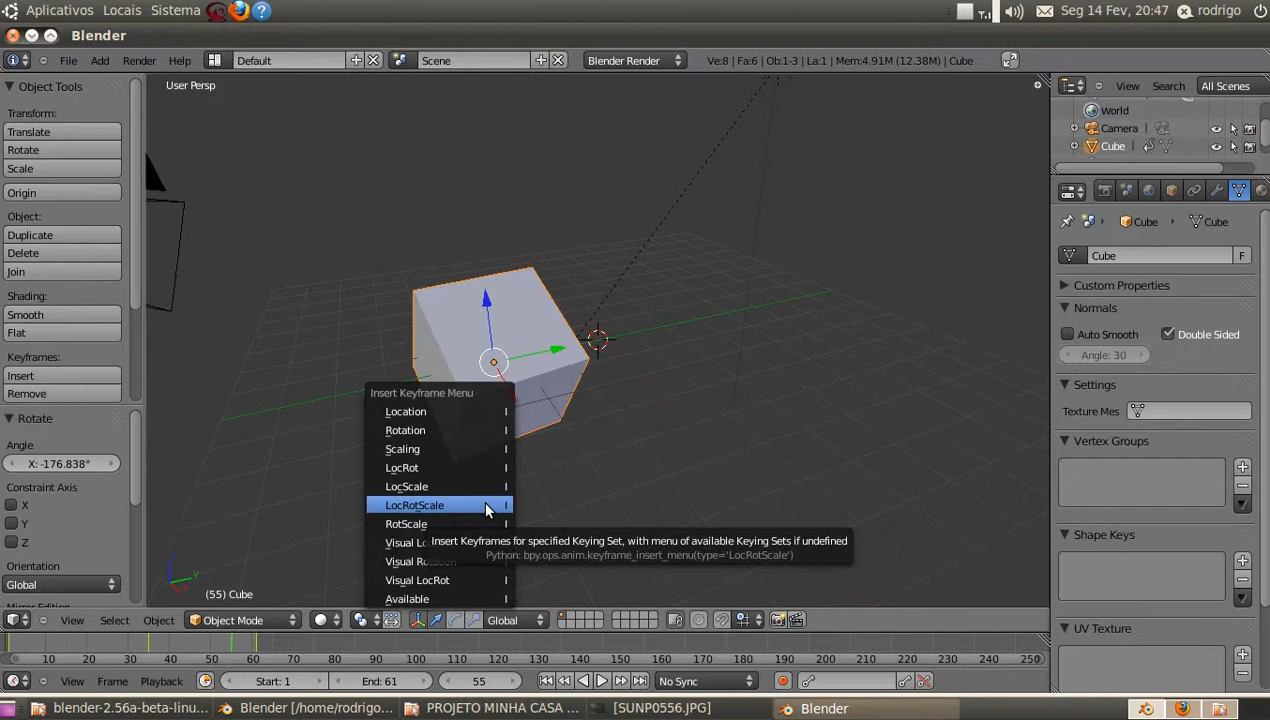 Aplicativos Locais Sistema Seg 14 Fev, 20:47 rodrigo
Blender
File Add Render Help Default Scene Blender Render Ve:8 | Fa:6 | Ob:1-3 | La:1 | Mem:4.91M (12.38M) | Cube
Object Tools
Transform:
Translate
Rotate
Scale
Origin
Object:
Duplicate
Delete
Join
Shading:
Smooth
Flat
Keyframes:
Insert
Remove
Rotate
Angle
X: -176.838°
Constraint Axis
X
Y
Z
Orientation
Global
User Persp
Insert Keyframe Menu
Location I
Rotation I
Scaling I
LocRot I
LocScale I
LocRotScale I
RotScale I
Insert Keyframes for specified Keying Set, with menu of available Keying Sets if undefined
Python: bpy.ops.anim.keyframe_insert_menu(type='LocRotScale')
Visual LocRot I
Available I
(55) Cube
View Select Object Object Mode Global
10 20 30 40 50 60 70 80 90 100 110 120 130 140 150 160 170 180 190 200 210 220 230 240 250
View Frame Playback Start: 1 End: 61 55 No Sync
View Search All Scenes
World
Camera
Cube
Cube Cube
Cube F
Custom Properties
Normals
Auto Smooth Double Sided
Angle: 30
Settings
Texture Mes
Vertex Groups
Shape Keys
UV Texture
blender-2.56a-beta-linu... Blender [/home/rodrigo... PROJETO MINHA CASA ... [SUNP0556.JPG] Blender